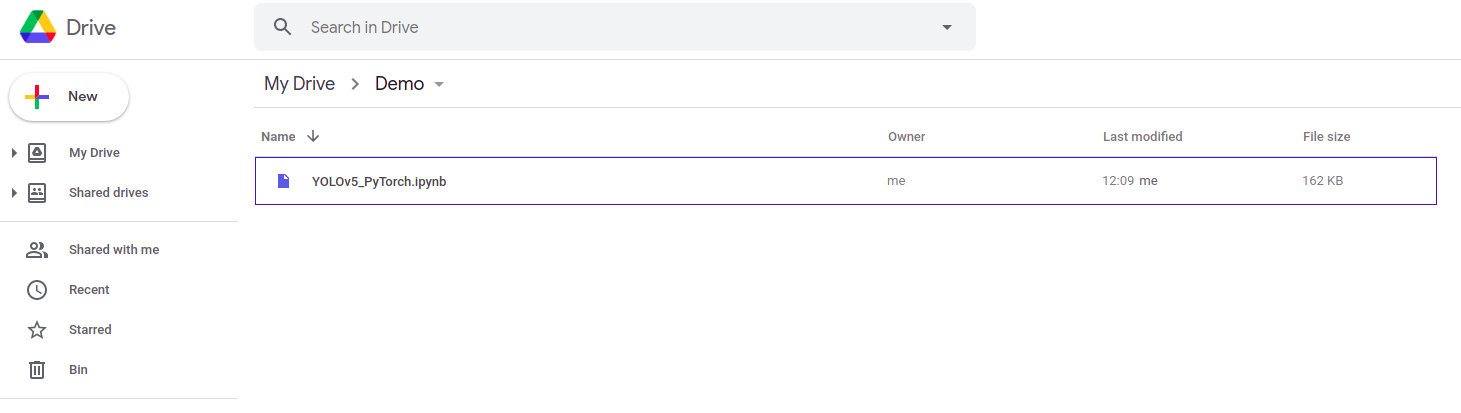 Drive
Search in Drive
My Drive
Demo
New
Name
Owner
Last modified
File size
My Drive
YOLOv5_PyTorch.ipynb
me
12:09 me
162 KB
Shared drives
Shared with me
Recent
Starred
Bin